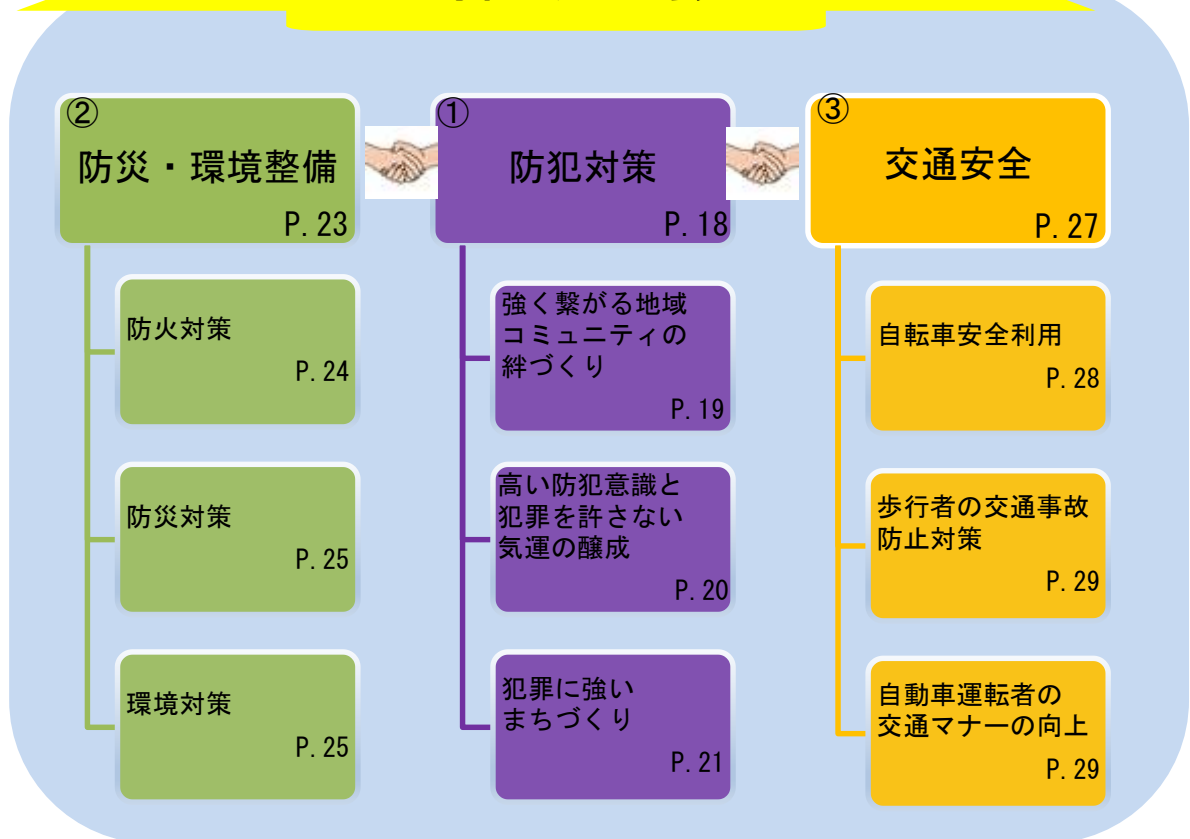 ②
防災・環境整備
P.23
防火対策
P.24
防災対策
P.25
環境対策
P.25
①
防犯対策
P.18
強く繋がる地域
コミュニティの
絆づくり
P.19
高い防犯意識と
犯罪を許さない
気運の醸成
P.20
犯罪に強い
まちづくり
P.21
③
交通安全
P.27
自転車安全利用
P.28
歩行者の交通事故
防止対策
P.29
自動車運転者の
交通マナーの向上
P.29